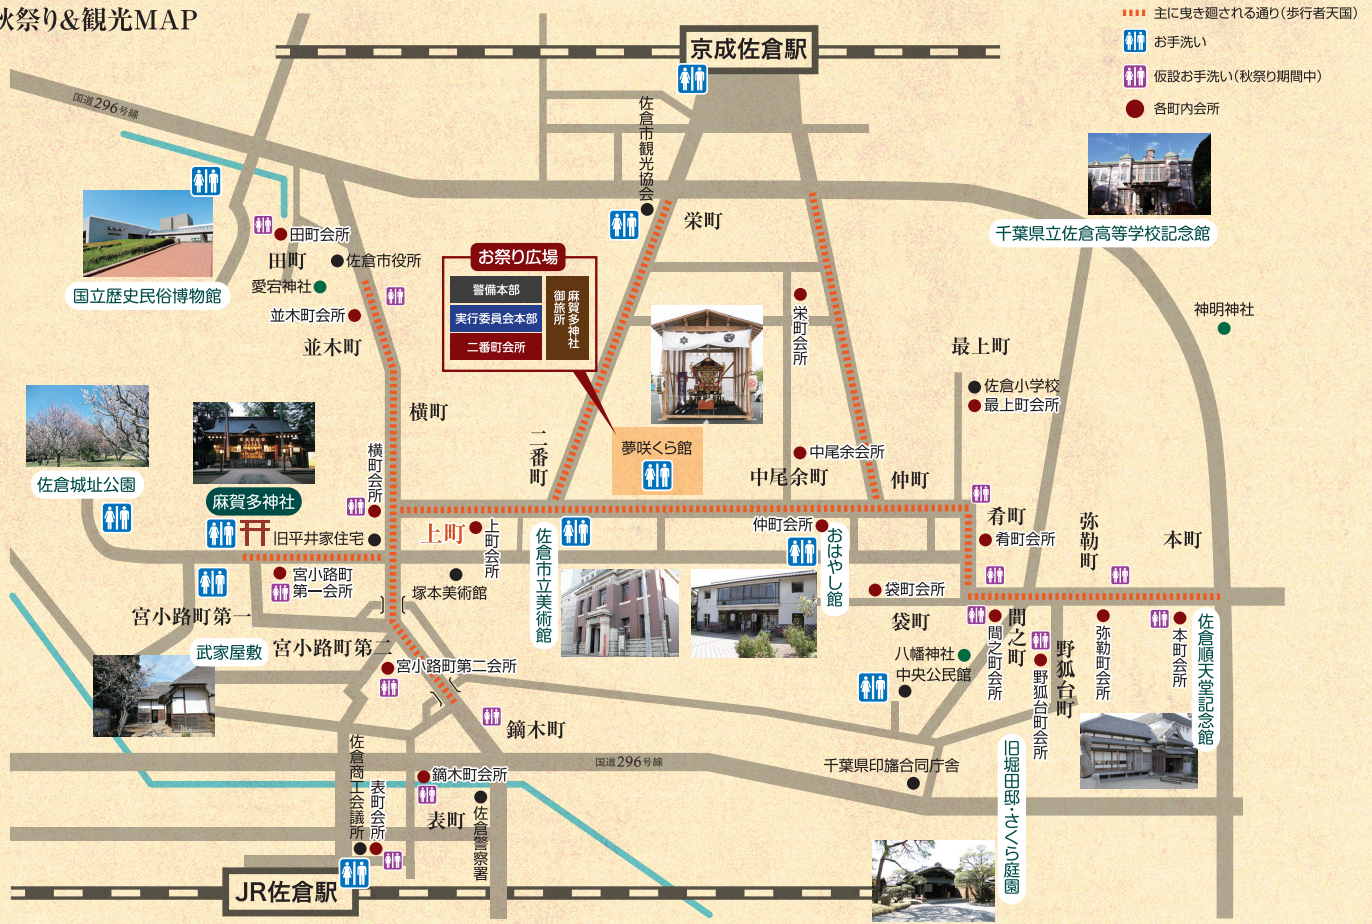 秋祭り&観光MAP
主に曳き廻される通り（歩行者天国）
お手洗い
仮設お手洗い（秋祭り期間中）
各町内会所
京成佐倉駅
国道296号線
佐倉市観光協会
栄町
千葉県立佐倉高等学校記念館
田町会所
田町
佐倉市役所
愛宕神社
国立歴史民俗博物館
並木町会所
並木町
お祭り広場
警備本部
実行委員会本部
二番町会所
麻賀多神社
御旅所
栄町会所
神明神社
最上町
佐倉小学校
最上町会所
横町
二番町
夢咲くら館
中尾余会所
中尾余町
仲町
佐倉城址公園
麻賀多神社
横町会所
旧平井家住宅
上町
上町会所
佐倉市立美術館
仲町会所
おはやし館
肴町
肴町会所
弥勒町
本町
宮小路町
第一会所
塚本美術館
袋町会所
袋町
宮小路町第一
武家屋敷
宮小路町第二
宮小路町第二会所
八幡神社
中央公民館
間之町
間之町会所
野狐台町
野狐台町会所
弥勒町会所
本町会所
佐倉順天堂記念館
鏑木町
国道296号線
千葉県印旛合同庁舎
旧堀田邸・さくら庭園
佐倉商工会議所
表町会所
鏑木町会所
表町
佐倉警察署
JR佐倉駅